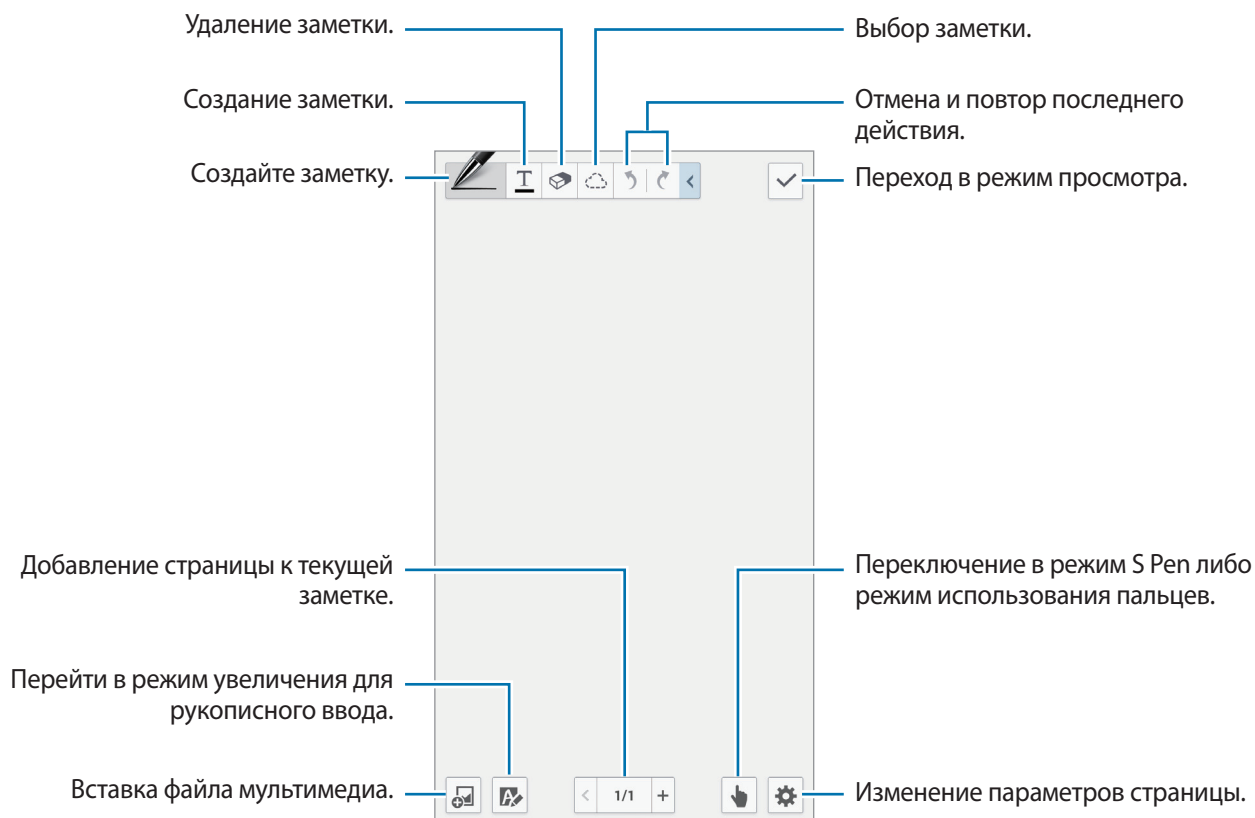 Удаление заметки.
Выбор заметки.
Создание заметки.
Отмена и повтор последнего
действия.
Создайте заметку.
T
Переход в режим просмотра.
Добавление страницы к текущей
заметке.
Переключение в режим S Pen либо
режим использования пальцев.
Перейти в режим увеличения для
рукописного ввода.
Вставка файла мультимедиа.
A
< 1/1 +
Изменение параметров страницы.